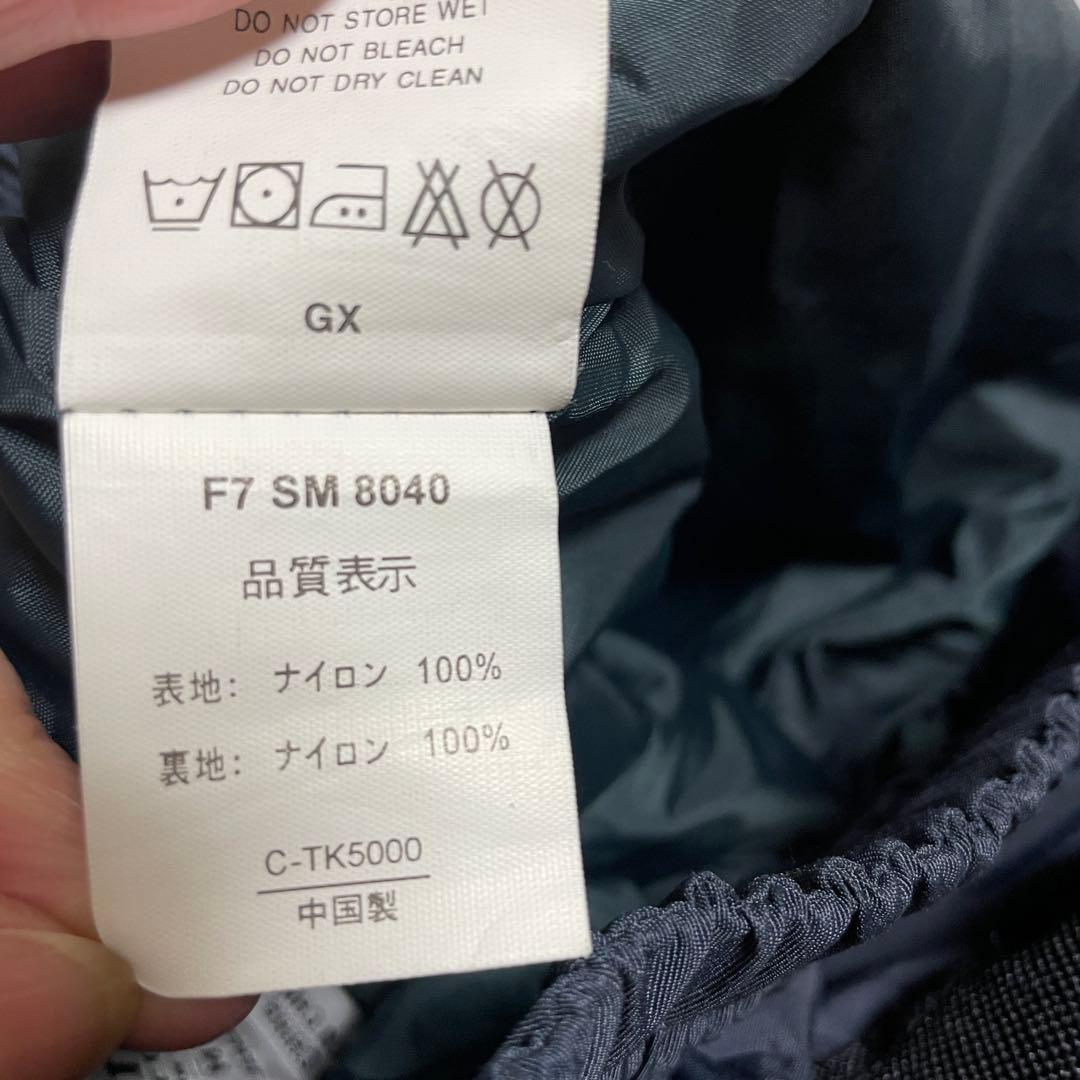 DO NOT STORE WET
DO NOT BLEACH
DO NOT DRY CLEAN
GX
F7 SM 8040
品質表示
表地: ナイロン 100%
裏地: ナイロン 100%
C-TK5000
中国製